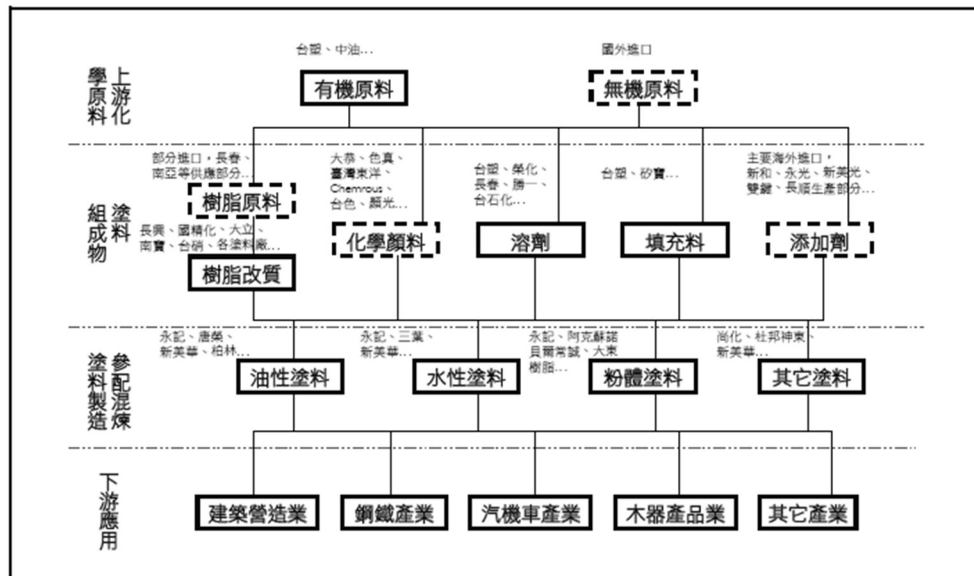 上游化
學原料
台塑、中油…
國外進口
有機原料
無機原料
塗料
組成物
部分進口，長春、
南亞等供應部分…
樹脂原料
長興、國精化、大立、
南寶、台硝、各塗料廠…
樹脂改質
大恭、色真、
臺灣東洋、
Chemrous、
台色、顏光…
化學顏料
台塑、榮化、
長春、勝一、
台石化…
溶劑
台塑、矽寶…
填充料
主要海外進口，
新和、永光、新美光、
雙鍵、長順生產部分…
添加劑
參配混煉
塗料製造
永記、唐榮、
新美華、柏林…
油性塗料
永記、三葉、
新美華…
水性塗料
永記、阿克蘇諾
貝爾常誠、大東
樹脂…
粉體塗料
尚化、杜邦神東、
新美華…
其它塗料
下游應用
建築營造業
鋼鐵產業
汽機車產業
木器產品業
其它產業